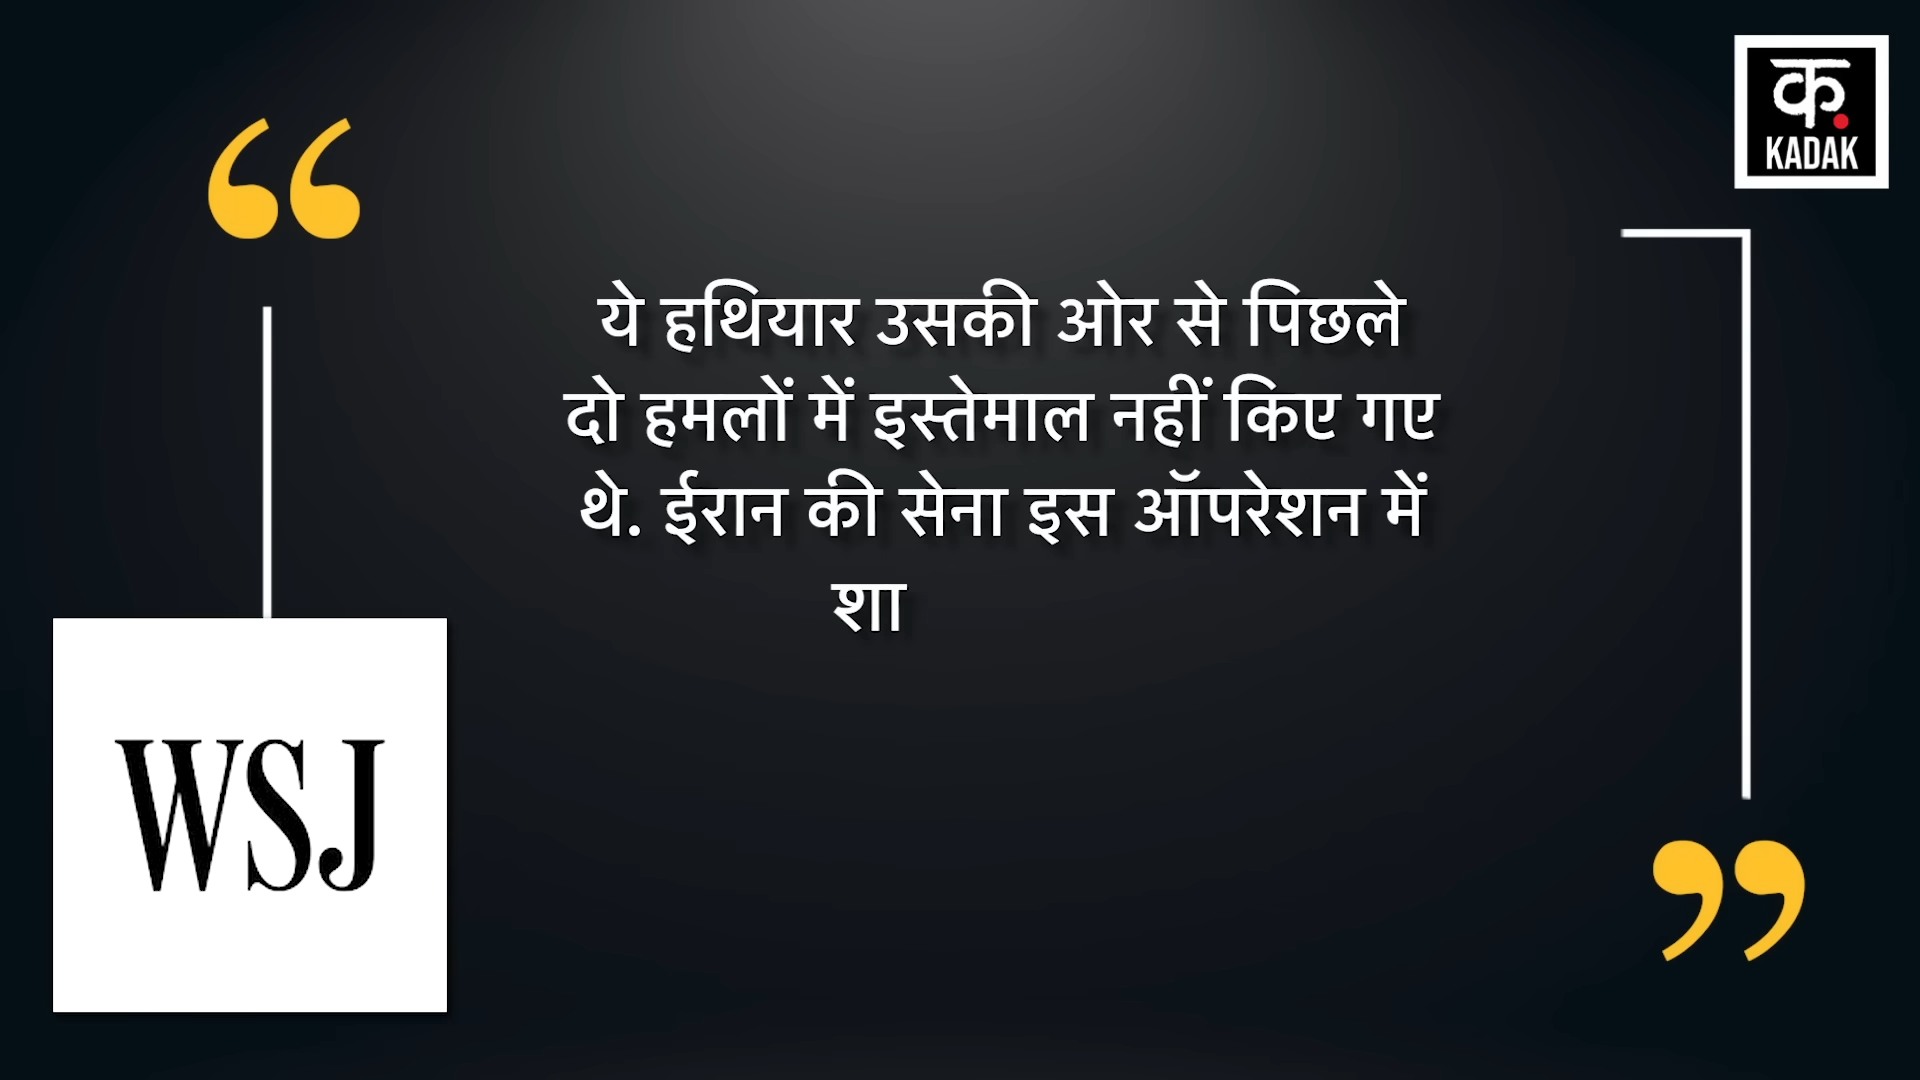 क.
KADAK
“
ये हथियार उसकी ओर से पिछले
दो हमलों में इस्तेमाल नहीं किए गए
थे. ईरान की सेना इस ऑपरेशन में
शा
WSJ
”